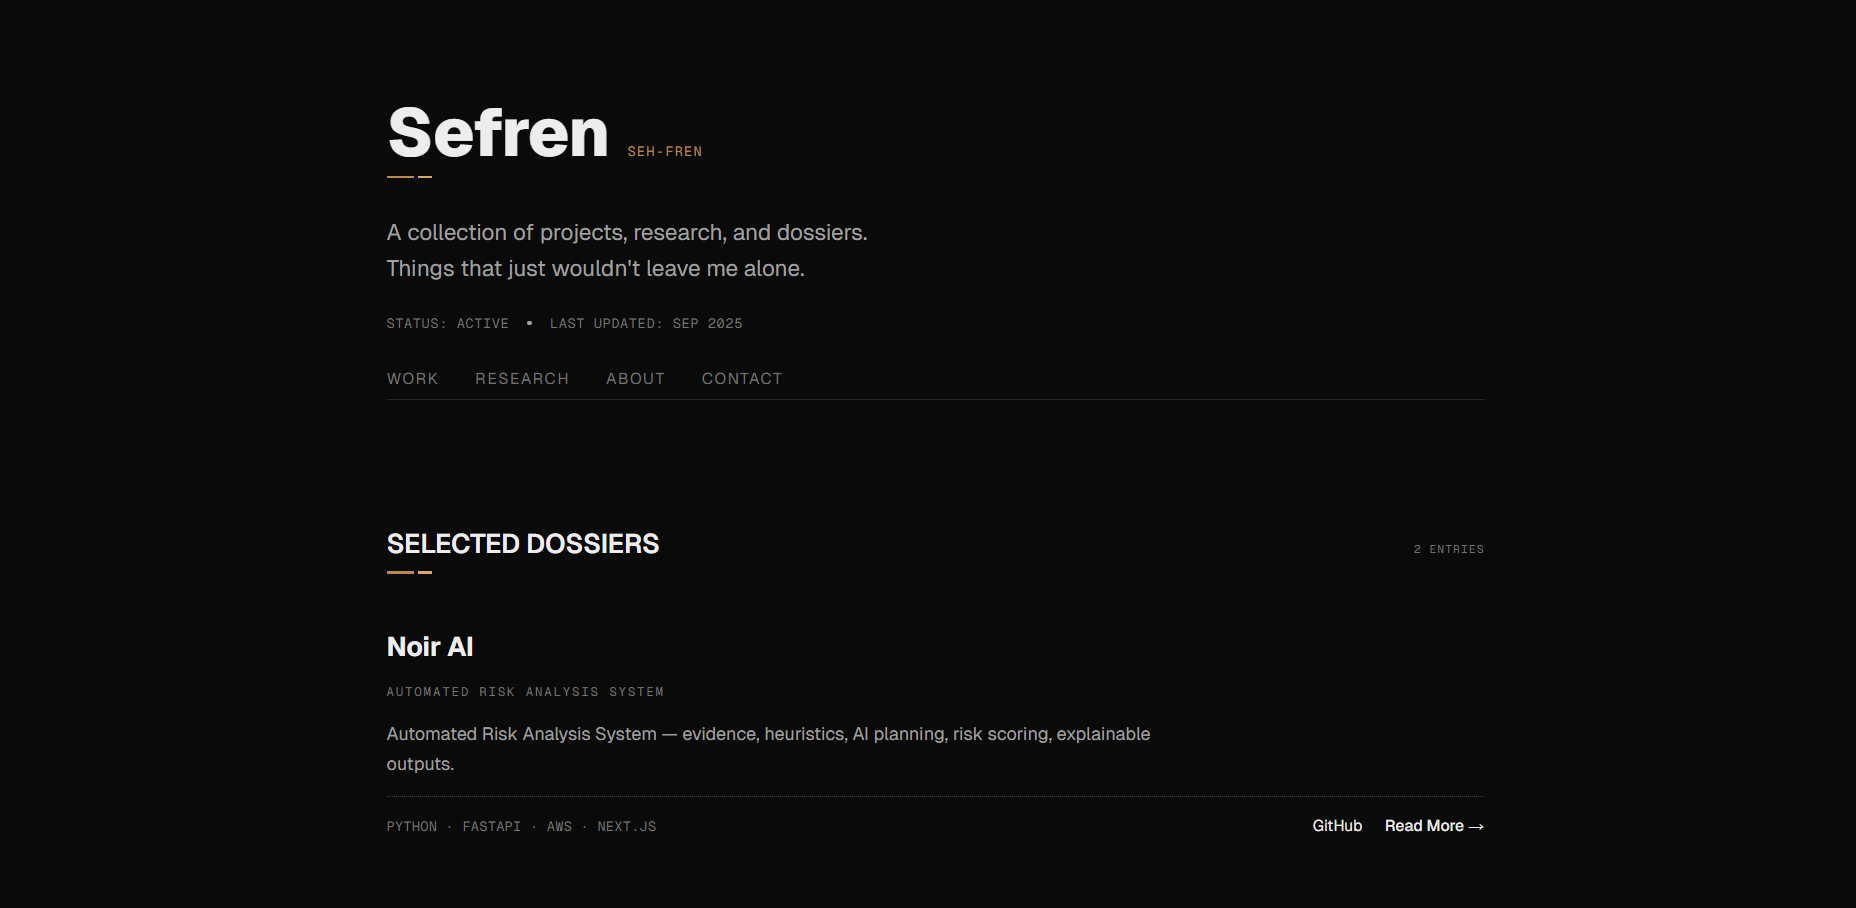 Sefren SEH-FREN
A collection of projects, research, and dossiers.
Things that just wouldn't leave me alone.
STATUS: ACTIVE • LAST UPDATED: SEP 2025
WORK RESEARCH ABOUT CONTACT
SELECTED DOSSIERS 2 ENTRIES
Noir AI
AUTOMATED RISK ANALYSIS SYSTEM
Automated Risk Analysis System — evidence, heuristics, AI planning, risk scoring, explainable
outputs.
PYTHON · FASTAPI · AWS · NEXT.JS GitHub Read More →